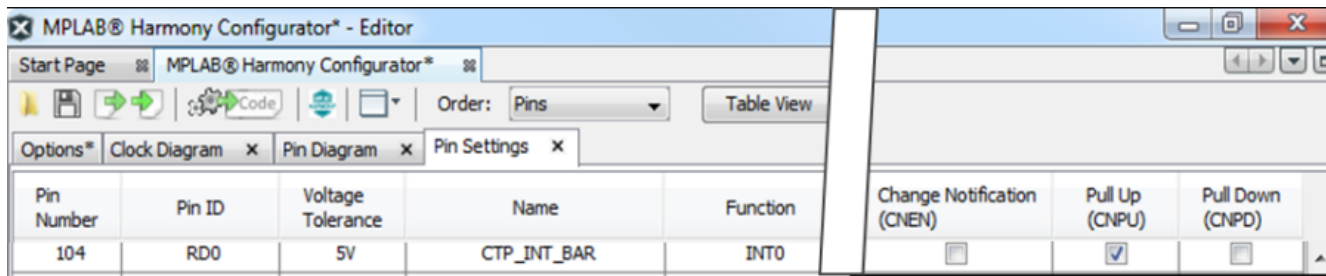 MPLAB® Harmony Configurator* - Editor
Start Page MPLAB® Harmony Configurator*
Code Order: Pins Table View
Options* Clock Diagram Pin Diagram Pin Settings
Pin Number Pin ID Voltage Tolerance Name Function Change Notification (CNEN) Pull Up (CNPU) Pull Down (CNPD)
104 RD0 5V CTP_INT_BAR INT0